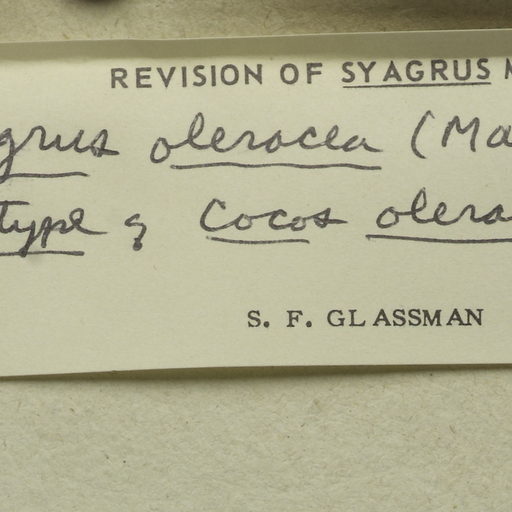 REVISION OF SYAGRUS M
grus oleracea (Ma
type of Cocos olera
S. F. GLASSMAN